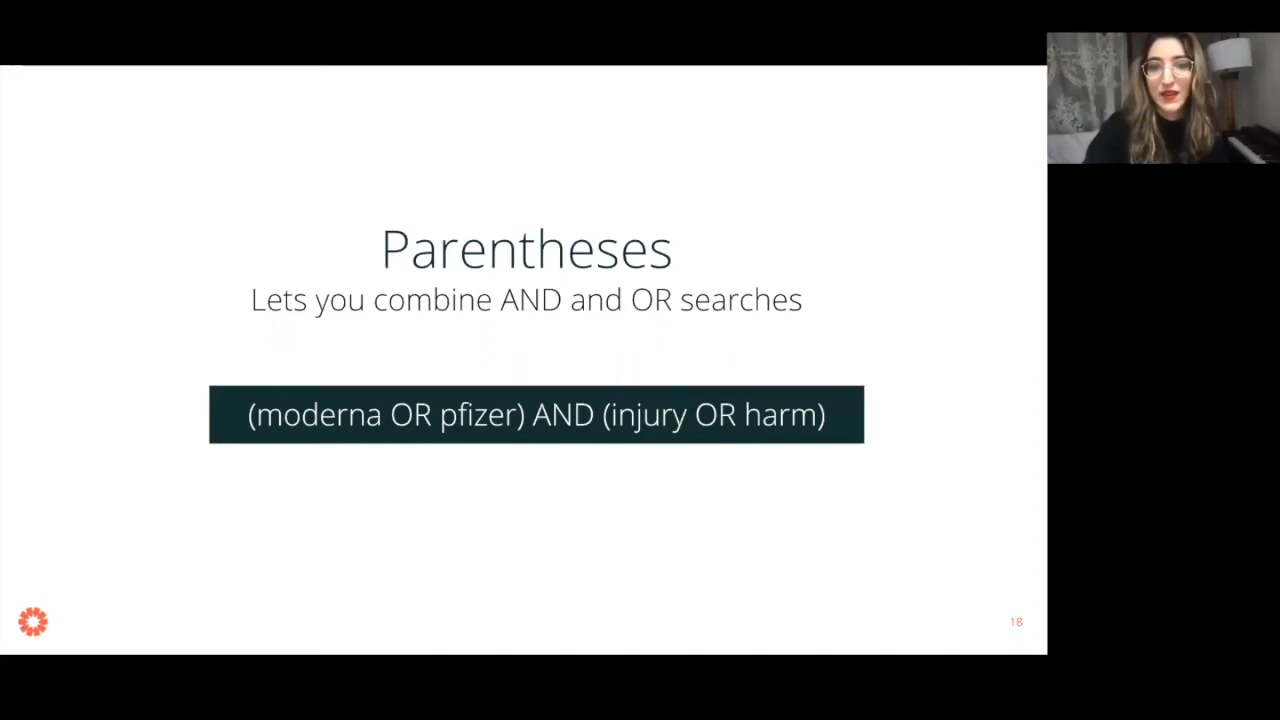 Parentheses
Lets you combine AND and OR searches
(moderna OR pfizer) AND (injury OR harm)
18